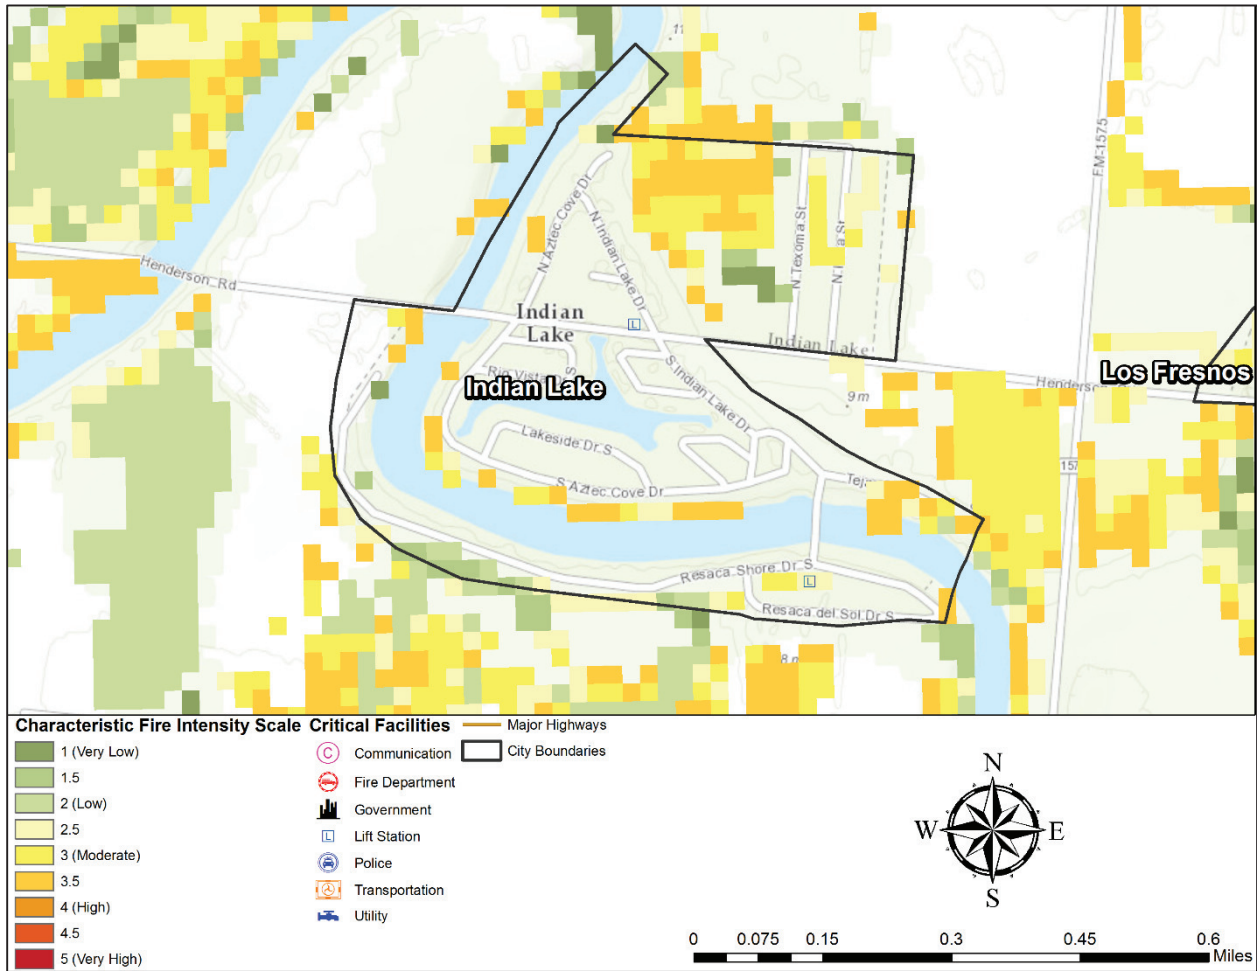 11
FM-1575
N Aztec Cove Dr
N Indian Lake Dr
N Texoma St
Henderson Rd
Indian
Lake
Indian Lake
Rio Vista Dr S
Indian Lake
S Indian Lake Dr
9 m
Henderson
Los Fresnos
Lakeside Dr S
S Aztec Cove Dr
157
Resaca Shore Dr S
Resaca del Sol Dr S
Characteristic Fire Intensity Scale
1 (Very Low)
1.5
2 (Low)
2.5
3 (Moderate)
3.5
4 (High)
4.5
5 (Very High)
Critical Facilities
C Communication
Fire Department
Government
L Lift Station
Police
Transportation
Utility
Major Highways
City Boundaries
N
W E
S
0 0.075 0.15 0.3 0.45 0.6
Miles